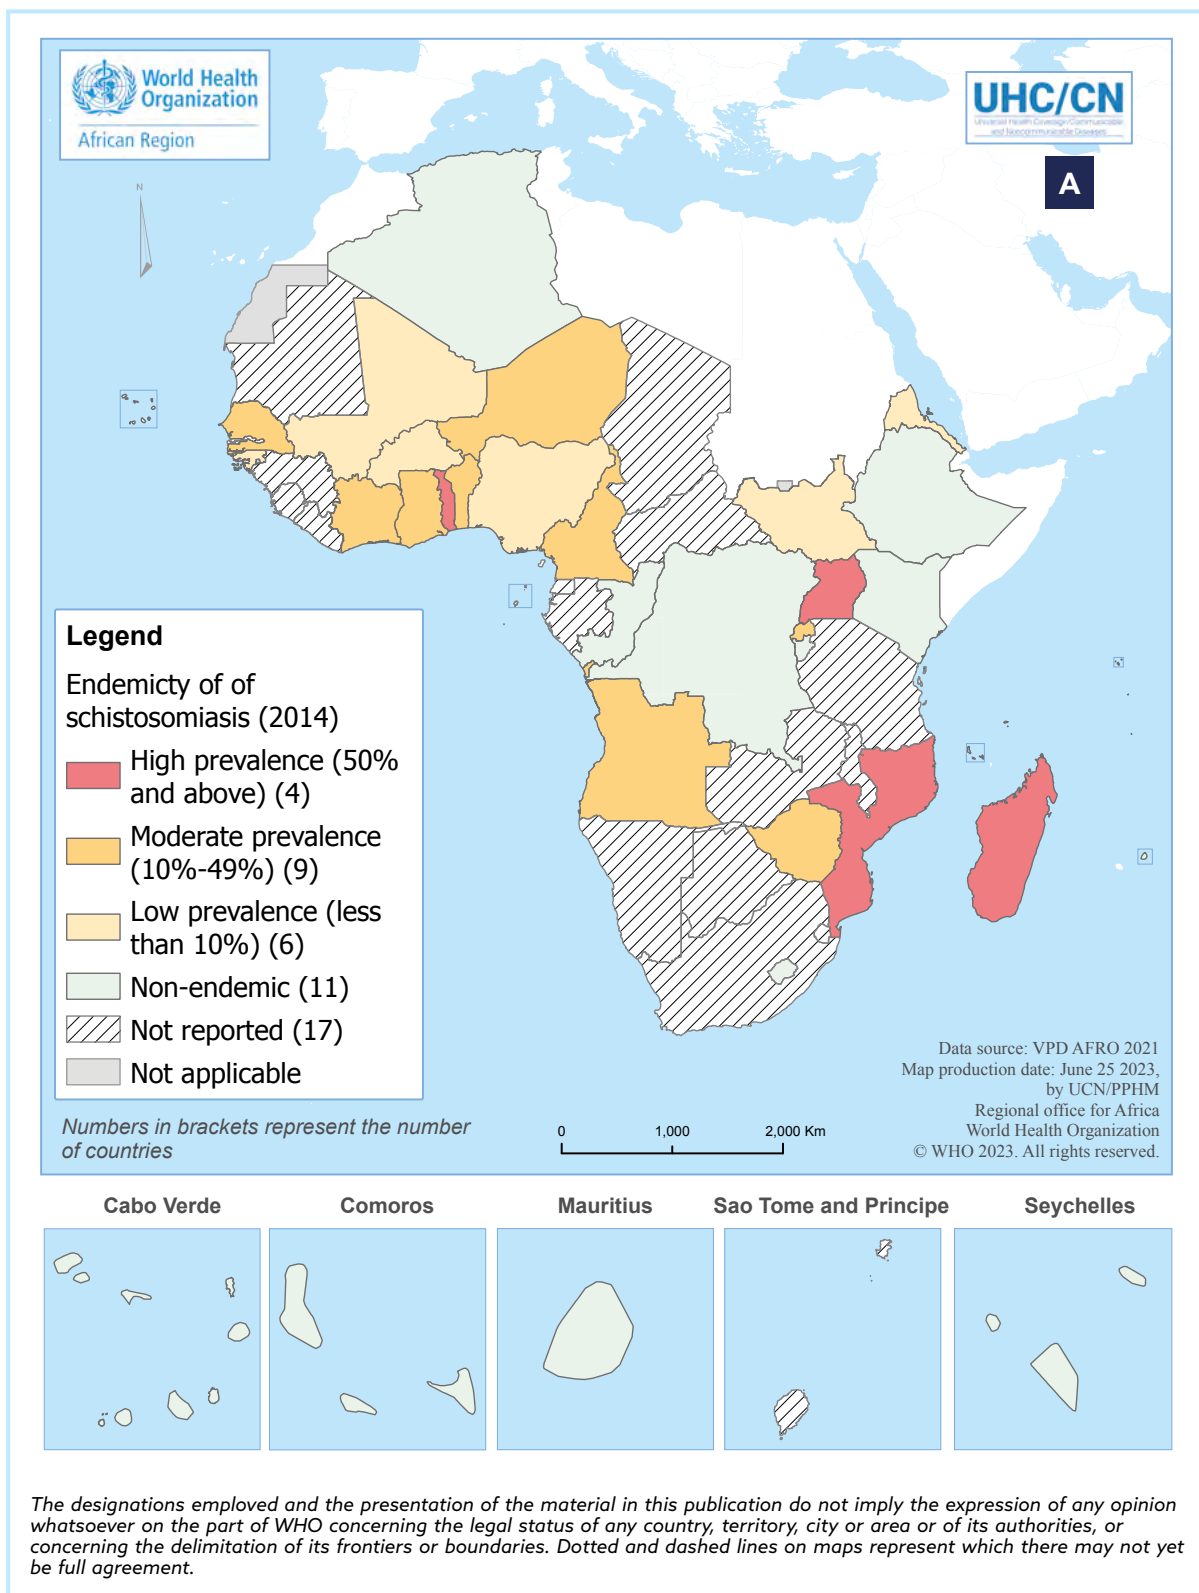 World Health
Organization
African Region
UHC/CN
Universal Health Coverage/Communicable
and Noncommunicable Diseases
A
N
Legend
Endemicty of of
schistosomiasis (2014)
High prevalence (50%
and above) (4)
Moderate prevalence
(10%-49%) (9)
Low prevalence (less
than 10%) (6)
Non-endemic (11)
Not reported (17)
Not applicable
Numbers in brackets represent the number
of countries
0 1,000 2,000 Km
Data source: VPD AFRO 2021
Map production date: June 25 2023,
by UCN/PPHM
Regional office for Africa
World Health Organization
© WHO 2023. All rights reserved.
Cabo Verde
Comoros
Mauritius
Sao Tome and Principe
Seychelles
The designations employed and the presentation of the material in this publication do not imply the expression of any opinion
whatsoever on the part of WHO concerning the legal status of any country, territory, city or area or of its authorities, or
concerning the delimitation of its frontiers or boundaries. Dotted and dashed lines on maps represent which there may not yet
be full agreement.